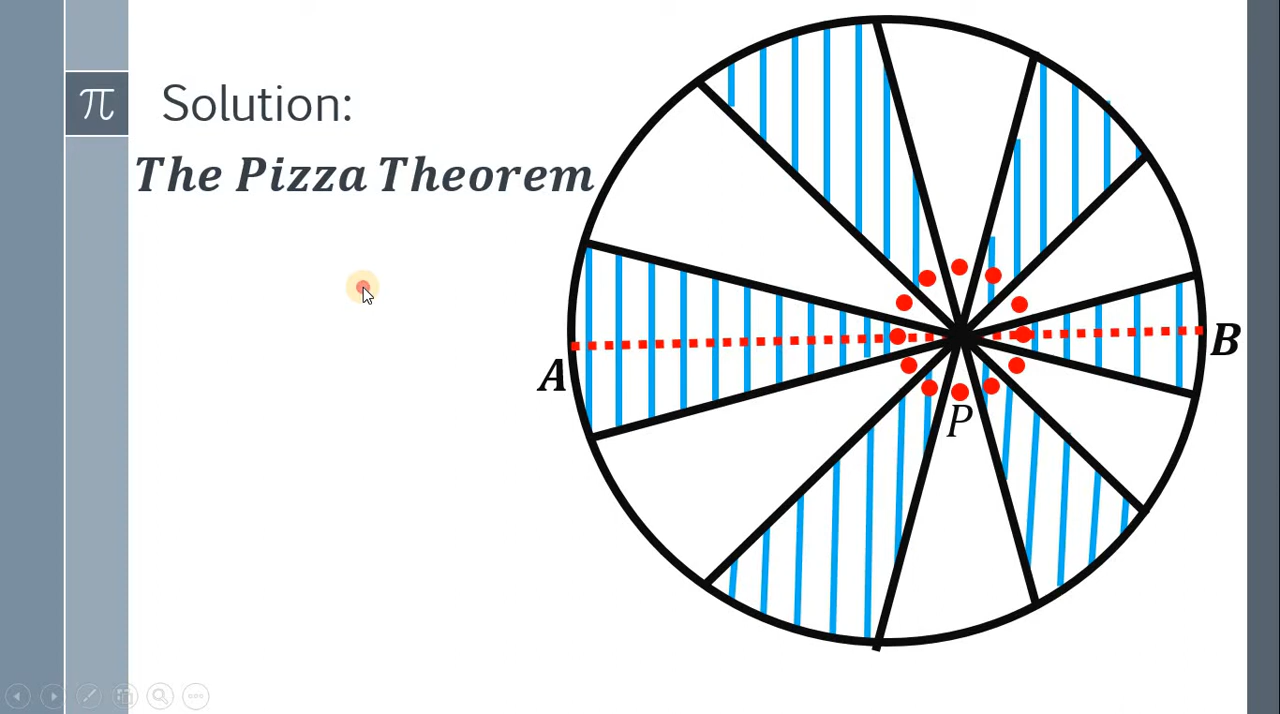 π
Solution:
The Pizza Theorem
A
B
P